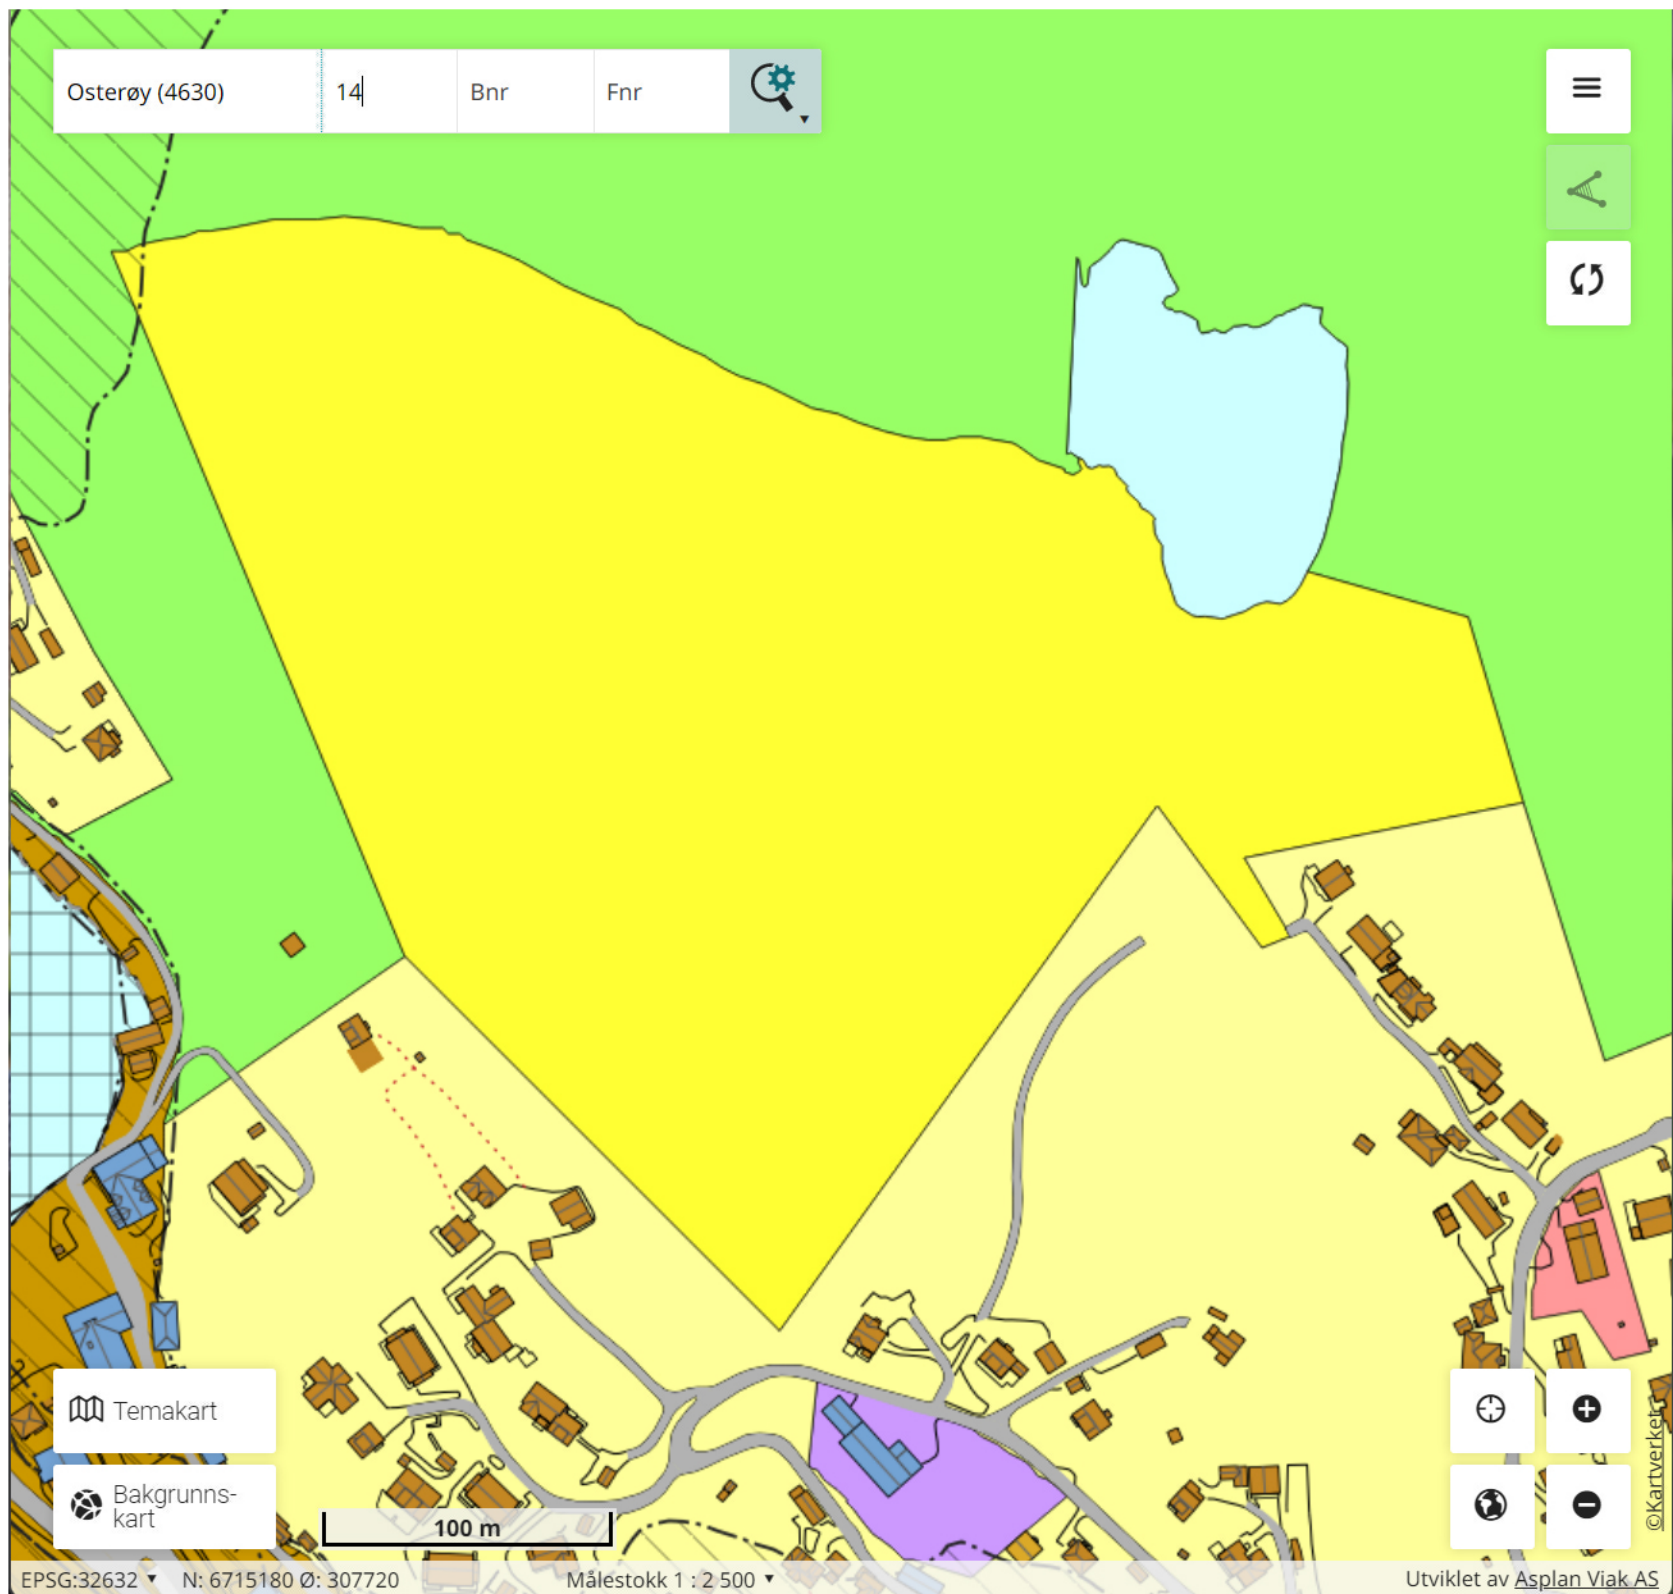 Osterøy (4630) 14 Bnr Fnr
Temakart
Bakgrunns-
kart
100 m
©Kartverket
EPSG:32632 N: 6715180 Ø: 307720 Målestokk 1 : 2 500 Utviklet av Asplan Viak AS